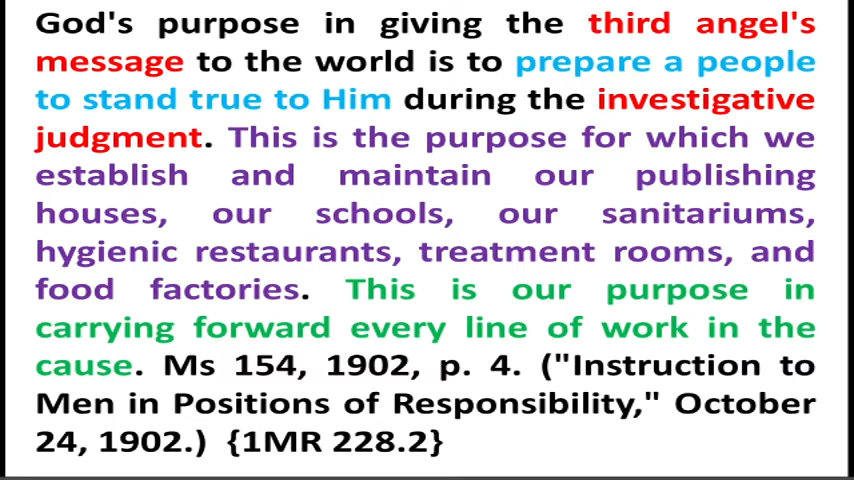 God's purpose in giving the third angel's
message to the world is to prepare a people
to stand true to Him during the investigative
judgment. This is the purpose for which we
establish and maintain our publishing
houses, our schools, our sanitariums,
hygienic restaurants, treatment rooms, and
food factories. This is our purpose in
carrying forward every line of work in the
cause. Ms 154, 1902, p. 4. ("Instruction to
Men in Positions of Responsibility," October
24, 1902.) {1MR 228.2}